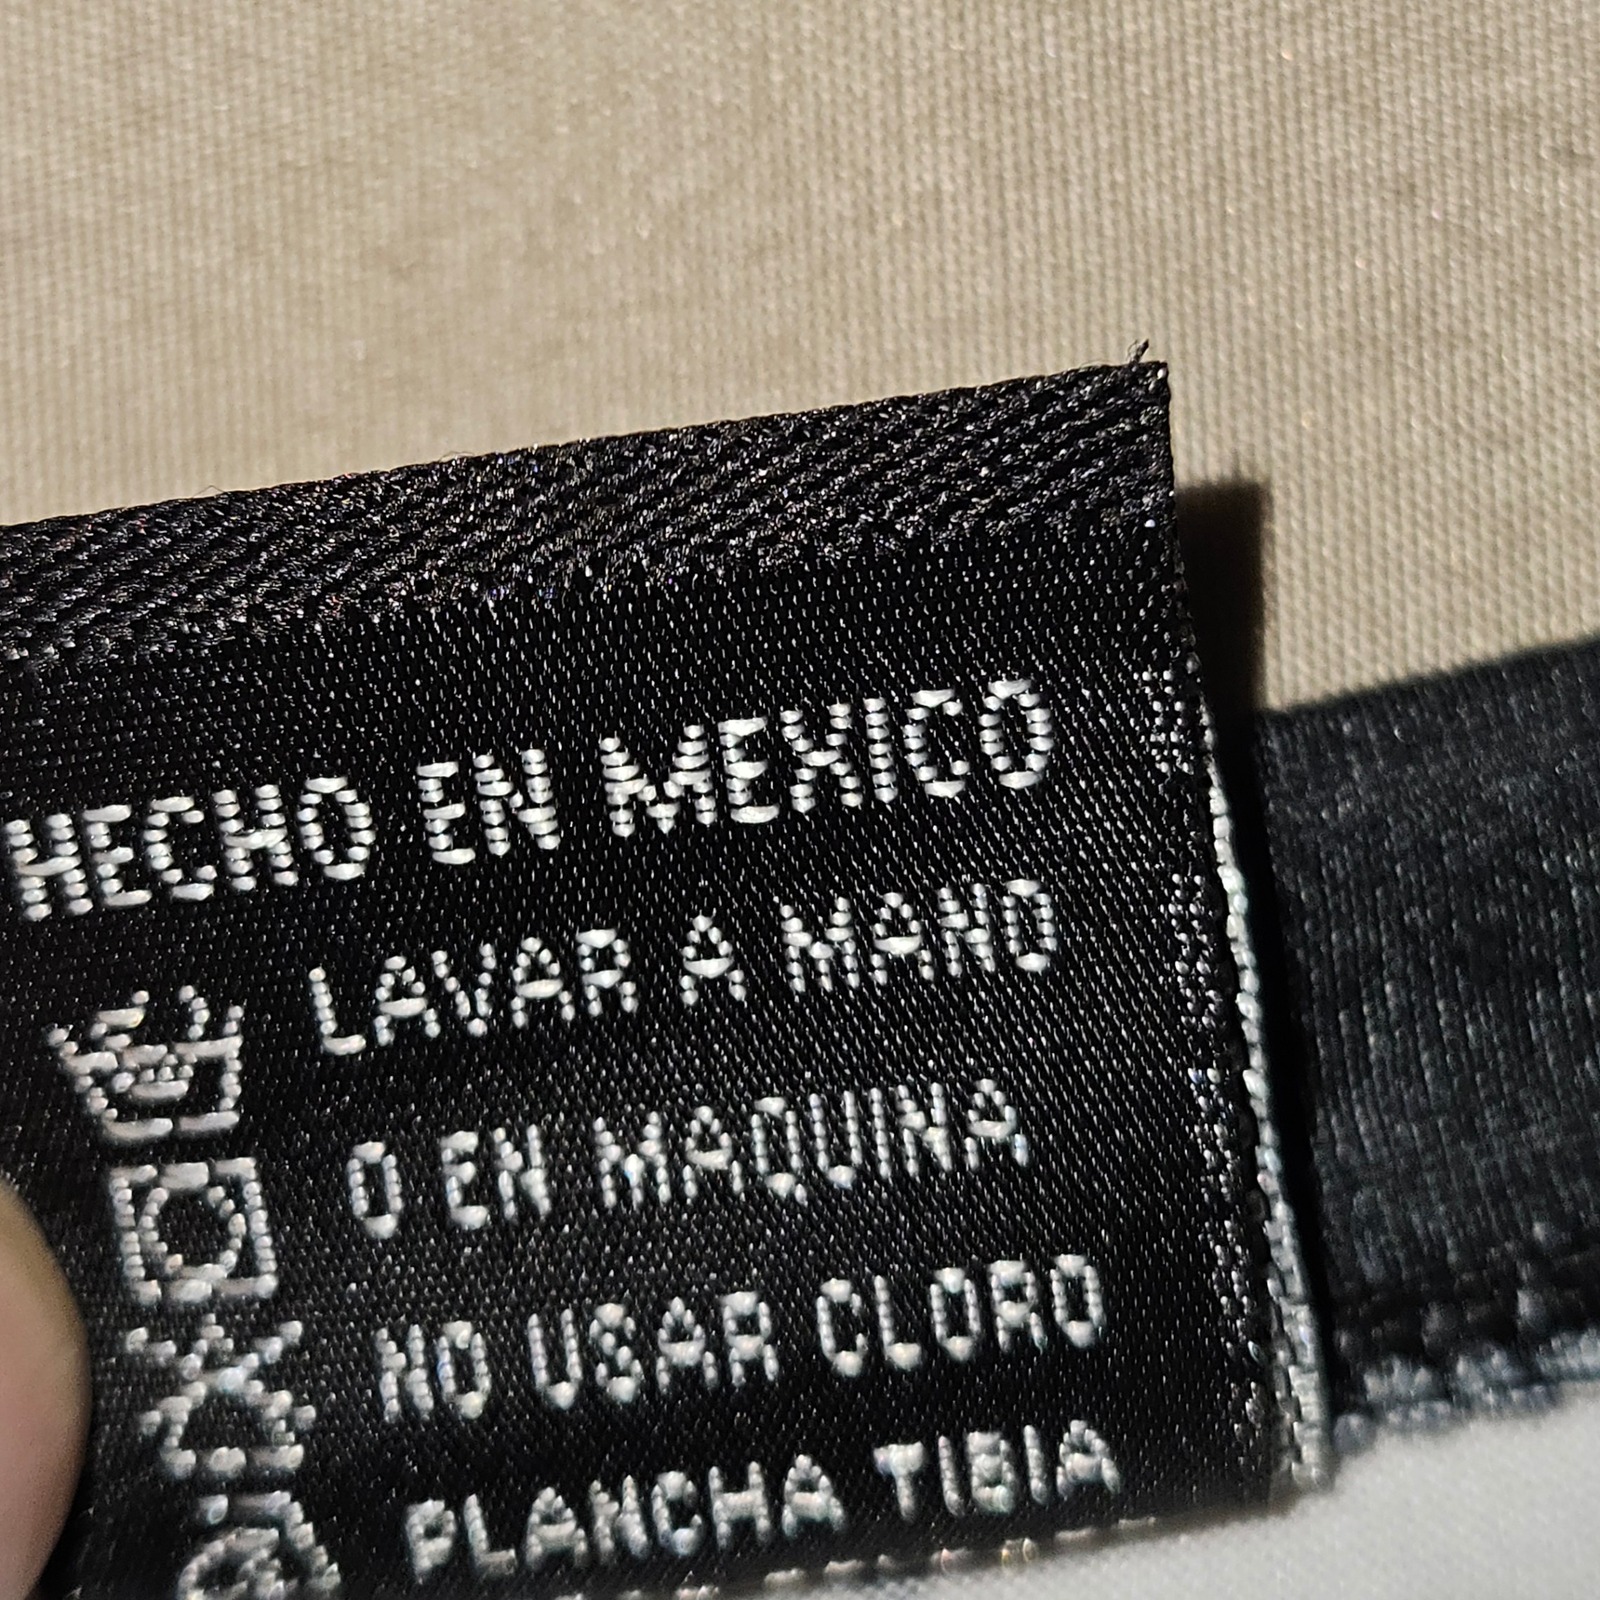 HECHO EN MEXICO
LAVAR A MANO
O EN MAQUINA
NO USAR CLORO
PLANCHA TIBIA